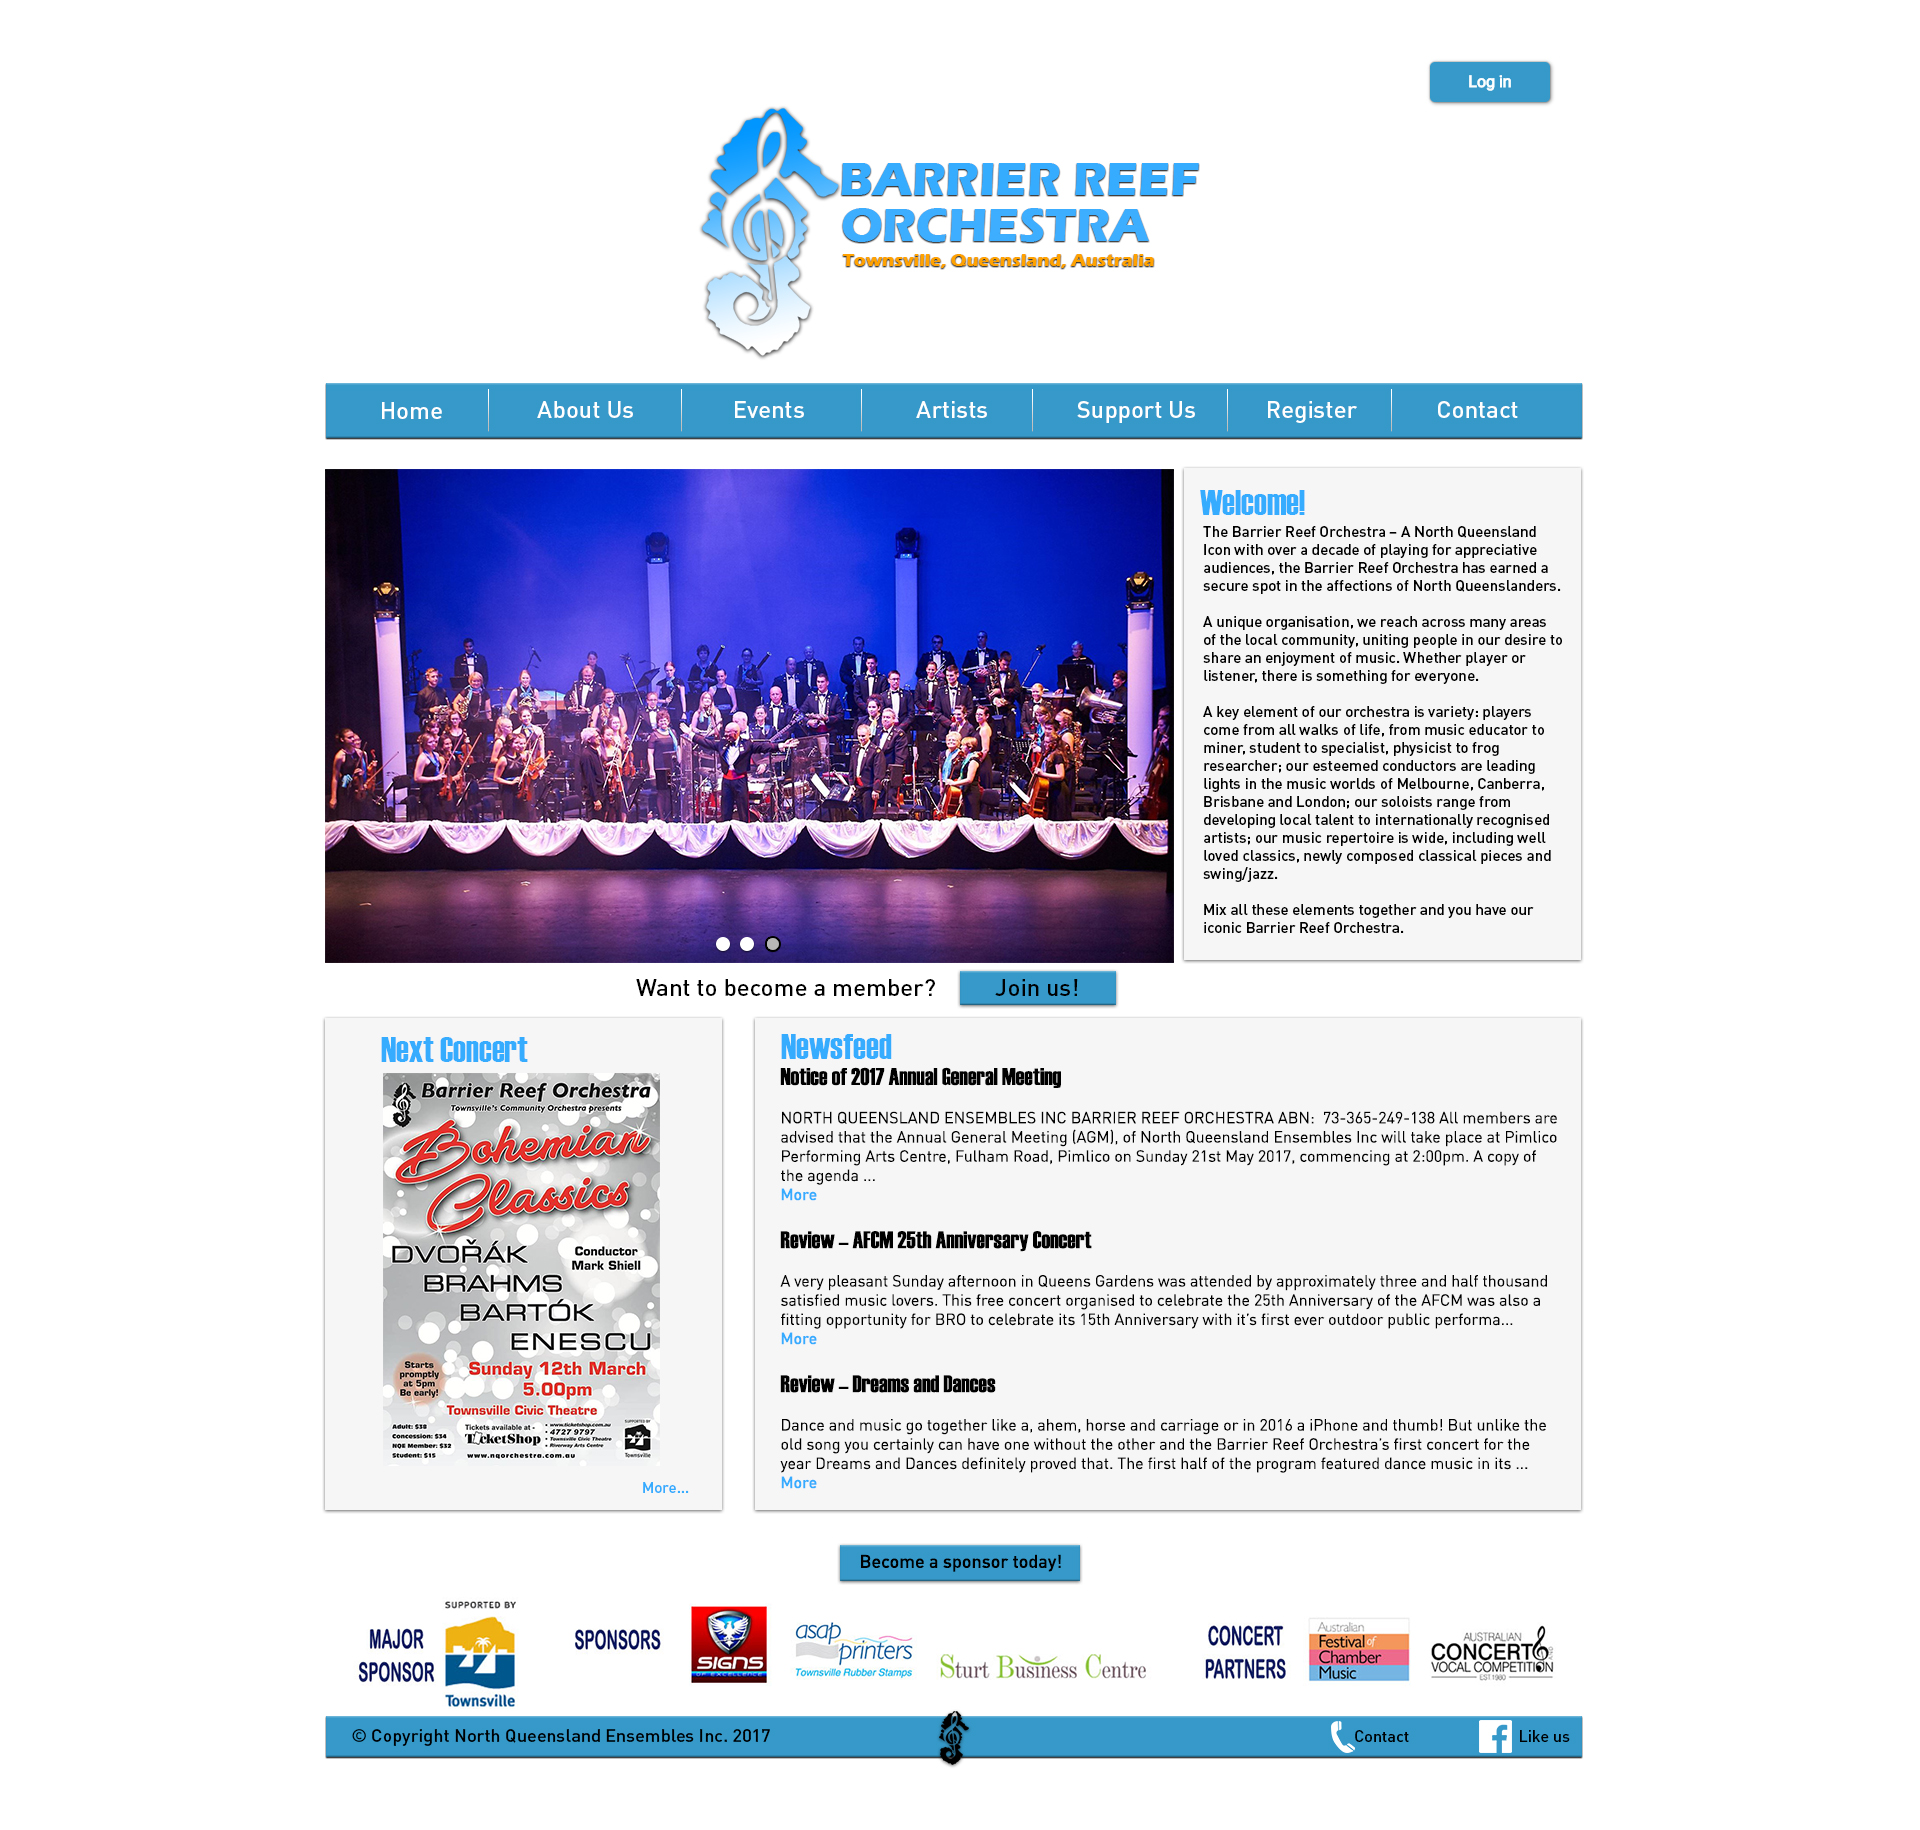 Log in
BARRIER REEF
ORCHESTRA
Townsville, Queensland, Australia
Home
About Us
Events
Artists
Support Us
Register
Contact
Welcome!
The Barrier Reef Orchestra – A North Queensland
Icon with over a decade of playing for appreciative
audiences, the Barrier Reef Orchestra has earned a
secure spot in the affections of North Queenslanders.
A unique organisation, we reach across many areas
of the local community, uniting people in our desire to
share an enjoyment of music. Whether player or
listener, there is something for everyone.
A key element of our orchestra is variety: players
come from all walks of life, from music educator to
miner, student to specialist, physicist to frog
researcher; our esteemed conductors are leading
lights in the music worlds of Melbourne, Canberra,
Brisbane and London; our soloists range from
developing local talent to internationally recognised
artists; our music repertoire is wide, including well
loved classics, newly composed classical pieces and
swing/jazz.
Mix all these elements together and you have our
iconic Barrier Reef Orchestra.
Want to become a member?
Join us!
Next Concert
Barrier Reef Orchestra
Townsville's Community Orchestra presents
Bohemian
Classics
DVOŘÁK
BRAHMS
BARTÓK
ENESCU
Conductor
Mark Shiell
Starts
promptly
at 5pm
Be early!
Sunday 12th March
5.00pm
Townsville Civic Theatre
Adult: $38
Concession: $34
NQE Member: $32
Student: $15
Tickets available at -
TicketShop
• www.ticketshop.com.au
• 4727 9797
• Townsville Civic Theatre
• Riverway Arts Centre
www.nqorchestra.com.au
SUPPORTED BY
Townsville
More...
Newsfeed
Notice of 2017 Annual General Meeting
NORTH QUEENSLAND ENSEMBLES INC BARRIER REEF ORCHESTRA ABN:  73-365-249-138 All members are
advised that the Annual General Meeting (AGM), of North Queensland Ensembles Inc will take place at Pimlico
Performing Arts Centre, Fulham Road, Pimlico on Sunday 21st May 2017, commencing at 2:00pm. A copy of
the agenda ...
More
Review – AFCM 25th Anniversary Concert
A very pleasant Sunday afternoon in Queens Gardens was attended by approximately three and half thousand
satisfied music lovers. This free concert organised to celebrate the 25th Anniversary of the AFCM was also a
fitting opportunity for BRO to celebrate its 15th Anniversary with it's first ever outdoor public performa...
More
Review – Dreams and Dances
Dance and music go together like a, ahem, horse and carriage or in 2016 a iPhone and thumb! But unlike the
old song you certainly can have one without the other and the Barrier Reef Orchestra's first concert for the
year Dreams and Dances definitely proved that. The first half of the program featured dance music in its ...
More
Become a sponsor today!
MAJOR
SPONSOR
SUPPORTED BY
Townsville
SPONSORS
SIGNS
OF EXCELLENCE
asap
printers
Townsville Rubber Stamps
Sturt Business Centre
CONCERT
PARTNERS
Australian
Festival of
Chamber
Music
AUSTRALIAN
CONCERTO
AND
VOCAL COMPETITION
EST 1980
© Copyright North Queensland Ensembles Inc. 2017
Contact
Like us